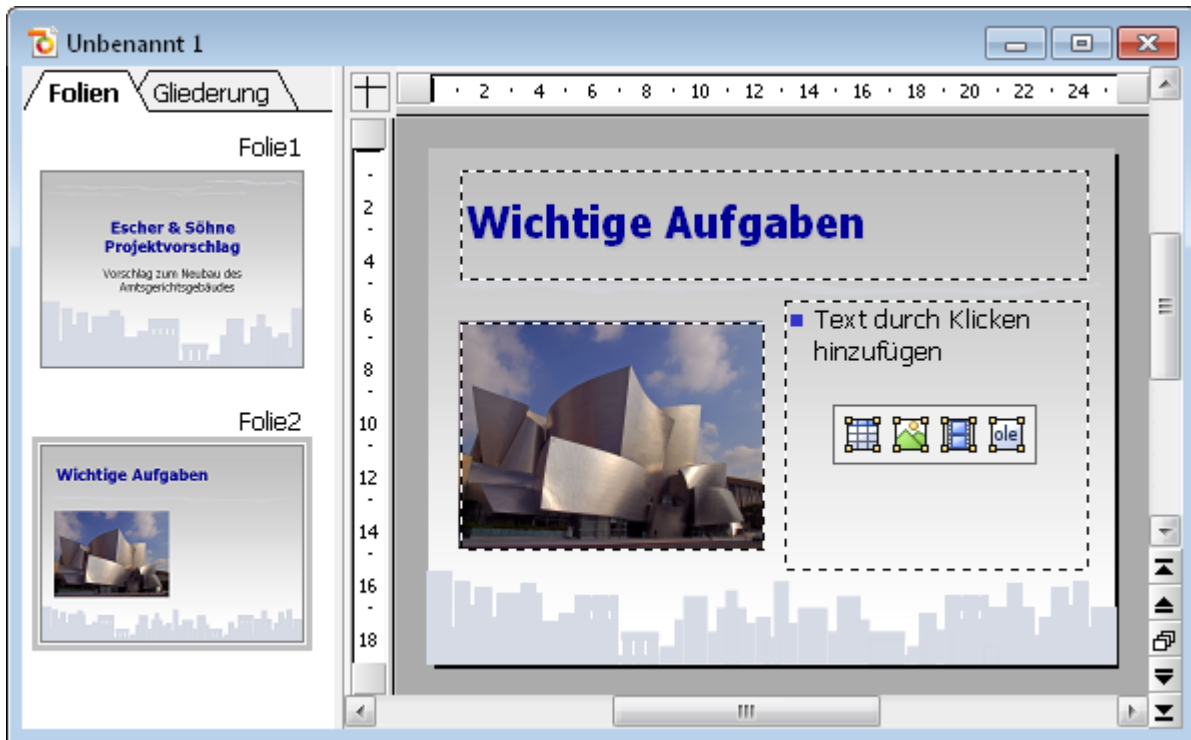 Unbenannt 1
Folien Gliederung
2 4 6 8 10 12 14 16 18 20 22 24
Folie1
Escher & Söhne
Projektvorschlag
Vorschlag zum Neubau des
Amtsgerichtsgebäudes
Folie2
Wichtige Aufgaben
2
4
6
8
10
12
14
16
18
Wichtige Aufgaben
Text durch Klicken
hinzufügen
ole